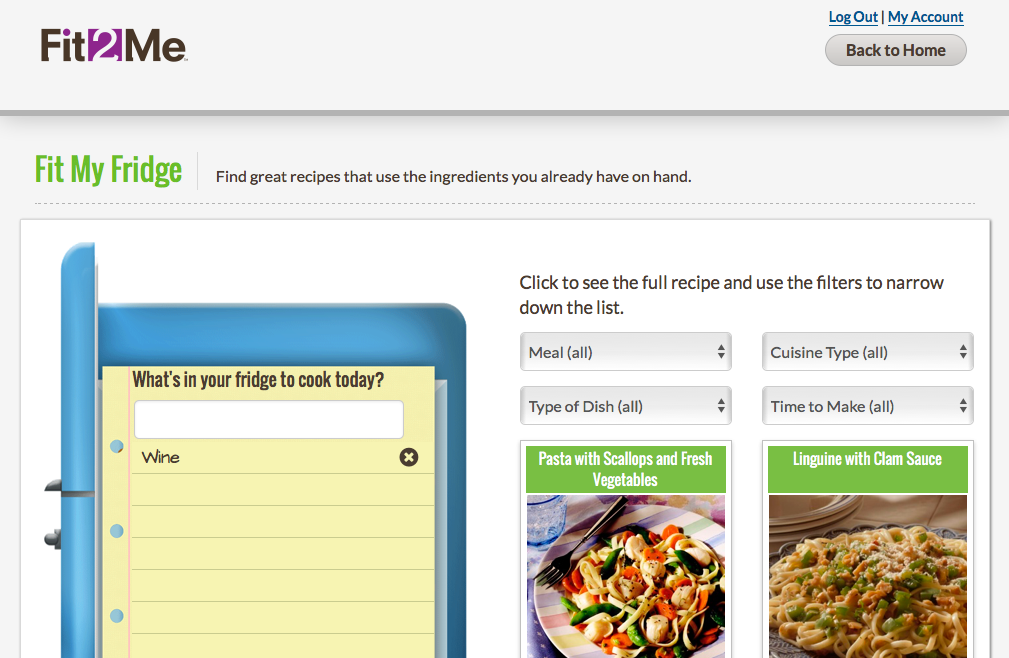 Log Out | My Account
Fit2Me
Back to Home
Fit My Fridge
Find great recipes that use the ingredients you already have on hand.
Click to see the full recipe and use the filters to narrow
down the list.
Meal (all)
Cuisine Type (all)
Type of Dish (all)
Time to Make (all)
What's in your fridge to cook today?
Wine
Pasta with Scallops and Fresh
Vegetables
Linguine with Clam Sauce